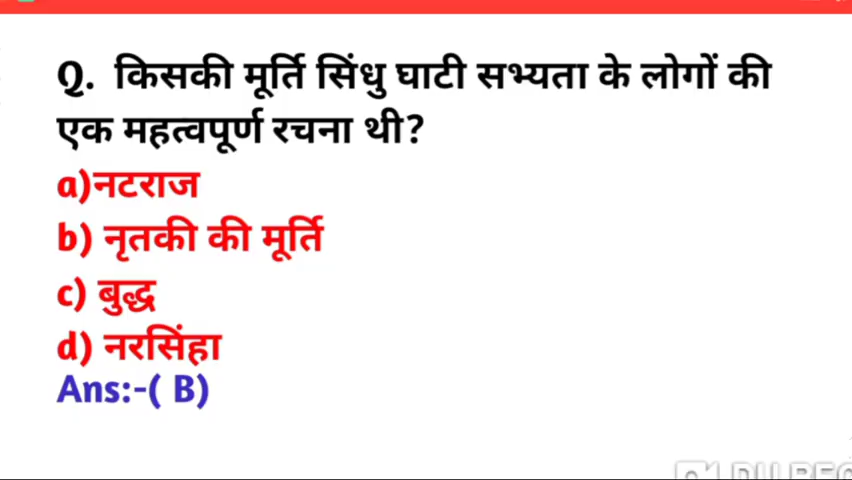 Q. किसकी मूर्ति सिंधु घाटी सभ्यता के लोगों की
एक महत्वपूर्ण रचना थी?
a)नटराज
b) नृतकी की मूर्ति
c) बुद्ध
d) नरसिंहा
Ans:-( B)